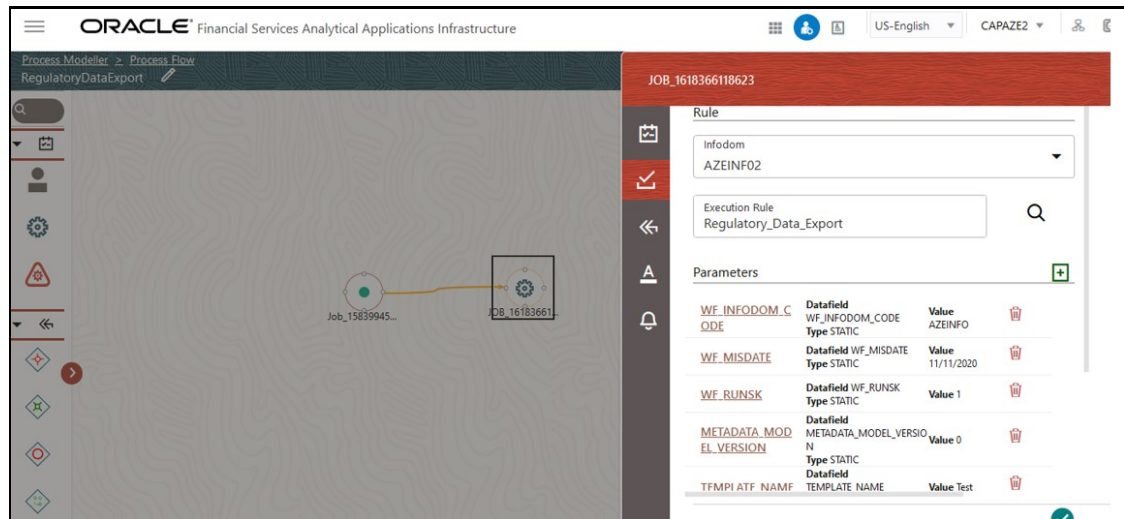 ORACLE® Financial Services Analytical Applications Infrastructure
US-English
CAPAZE2
Process Modeller > Process Flow
RegulatoryDataExport
Job_15839945...
JOB_16183661...
JOB_1618366118623
Rule
Infodom
AZEINF02
Execution Rule
Regulatory_Data_Export
Parameters
WF_INFODOM_C
ODE
Datafield
WF_INFODOM_CODE
Type STATIC
Value
AZEINFO
WF_MISDATE
Datafield WF_MISDATE
Type STATIC
Value
11/11/2020
WF_RUNSK
Datafield WF_RUNSK
Type STATIC
Value 1
METADATA_MOD
EL_VERSION
Datafield
METADATA_MODEL_VERSIO
N
Type STATIC
Value 0
TEMPLATE_NAME
Datafield
TEMPLATE_NAME
Value Test